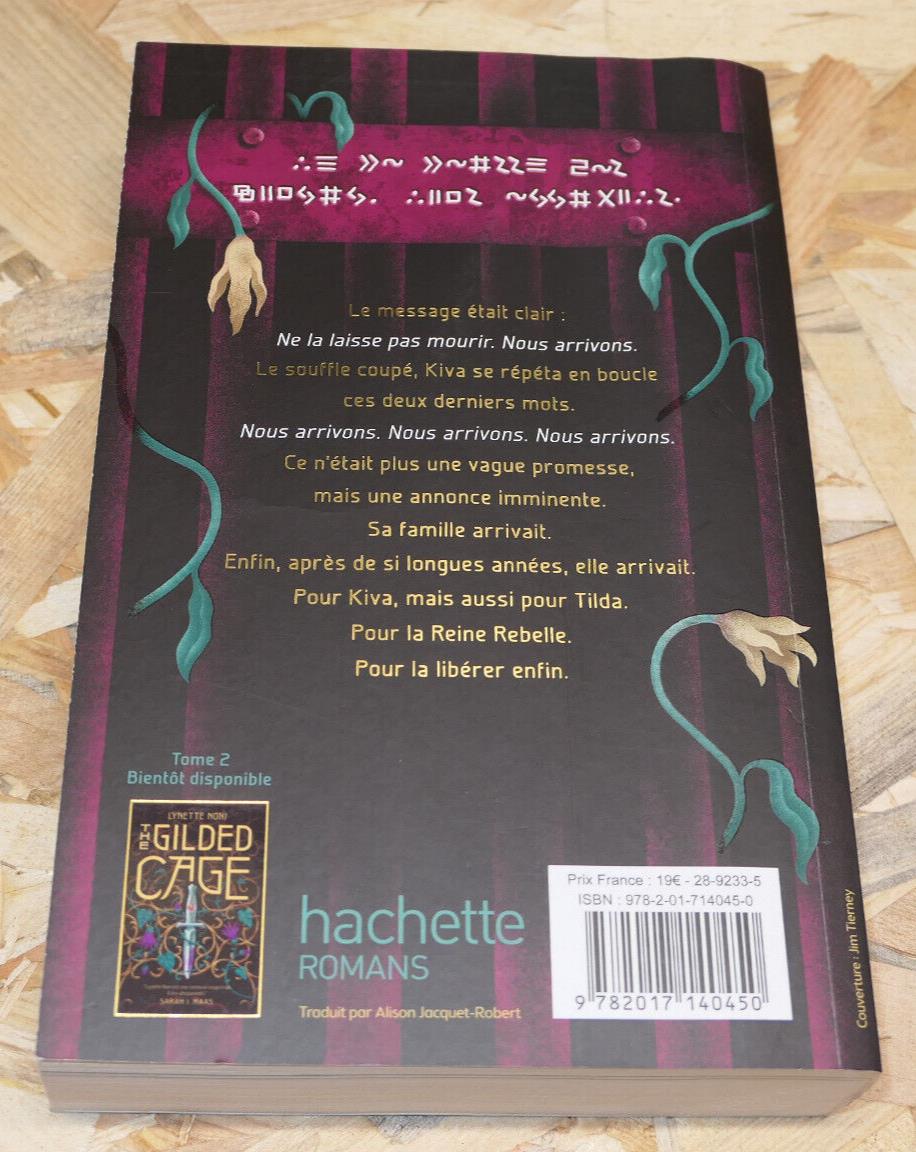 Le message était clair :
Ne la laisse pas mourir. Nous arrivons.
Le souffle coupé, Kiva se répéta en boucle
ces deux derniers mots.
Nous arrivons. Nous arrivons. Nous arrivons.
Ce n'était plus une vague promesse,
mais une annonce imminente.
Sa famille arrivait.
Enfin, après de si longues années, elle arrivait.
Pour Kiva, mais aussi pour Tilda.
Pour la Reine Rebelle.
Pour la libérer enfin.
Tome 2
Bientôt disponible
LYNETTE NONI
THE GILDED
CAGE
SARAH J. MAAS
hachette
ROMANS
Traduit par Alison Jacquet-Robert
Prix France : 19€ - 28-9233-5
ISBN : 978-2-01-714045-0
9 782017 140450
Couverture : Jim Tierney